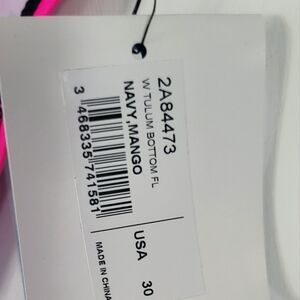 2A84473
W TULUM BOTTOM FL
NAVY,MANGO
3 468335 741581
USA
30
MADE IN CHINA